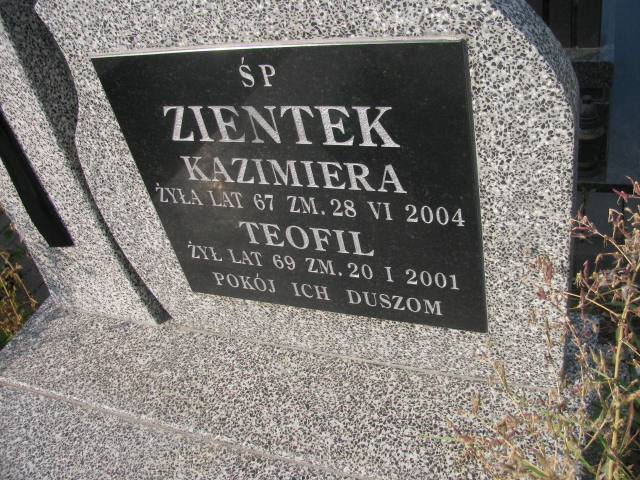 ŚP
ZIENTEK
KAZIMIERA
ŻYŁA LAT 67 ZM. 28 VI 2004
TEOFIL
ŻYŁ LAT 69 ZM. 20 I 2001
POKÓJ ICH DUSZOM